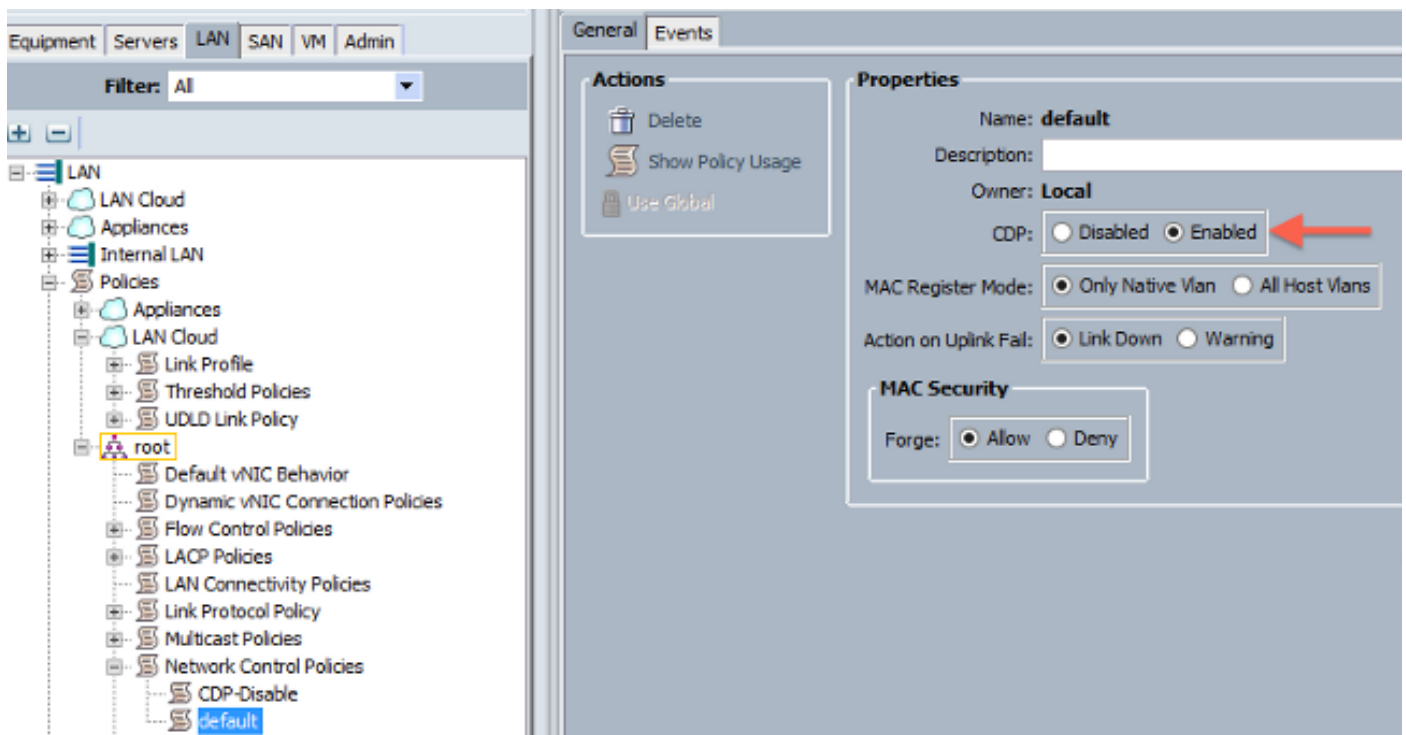 Equipment Servers LAN SAN VM Admin
Filter: All
LAN
LAN Cloud
Appliances
Internal LAN
Policies
Appliances
LAN Cloud
Link Profile
Threshold Policies
UDLD Link Policy
root
Default vNIC Behavior
Dynamic vNIC Connection Policies
Flow Control Policies
LACP Policies
LAN Connectivity Policies
Link Protocol Policy
Multicast Policies
Network Control Policies
CDP-Disable
default
General Events
Actions
Delete
Show Policy Usage
Use Global
Properties
Name: default
Description:
Owner: Local
CDP: Disabled Enabled
MAC Register Mode: Only Native Vlan All Host Vlans
Action on Uplink Fail: Link Down Warning
MAC Security
Forge: Allow Deny